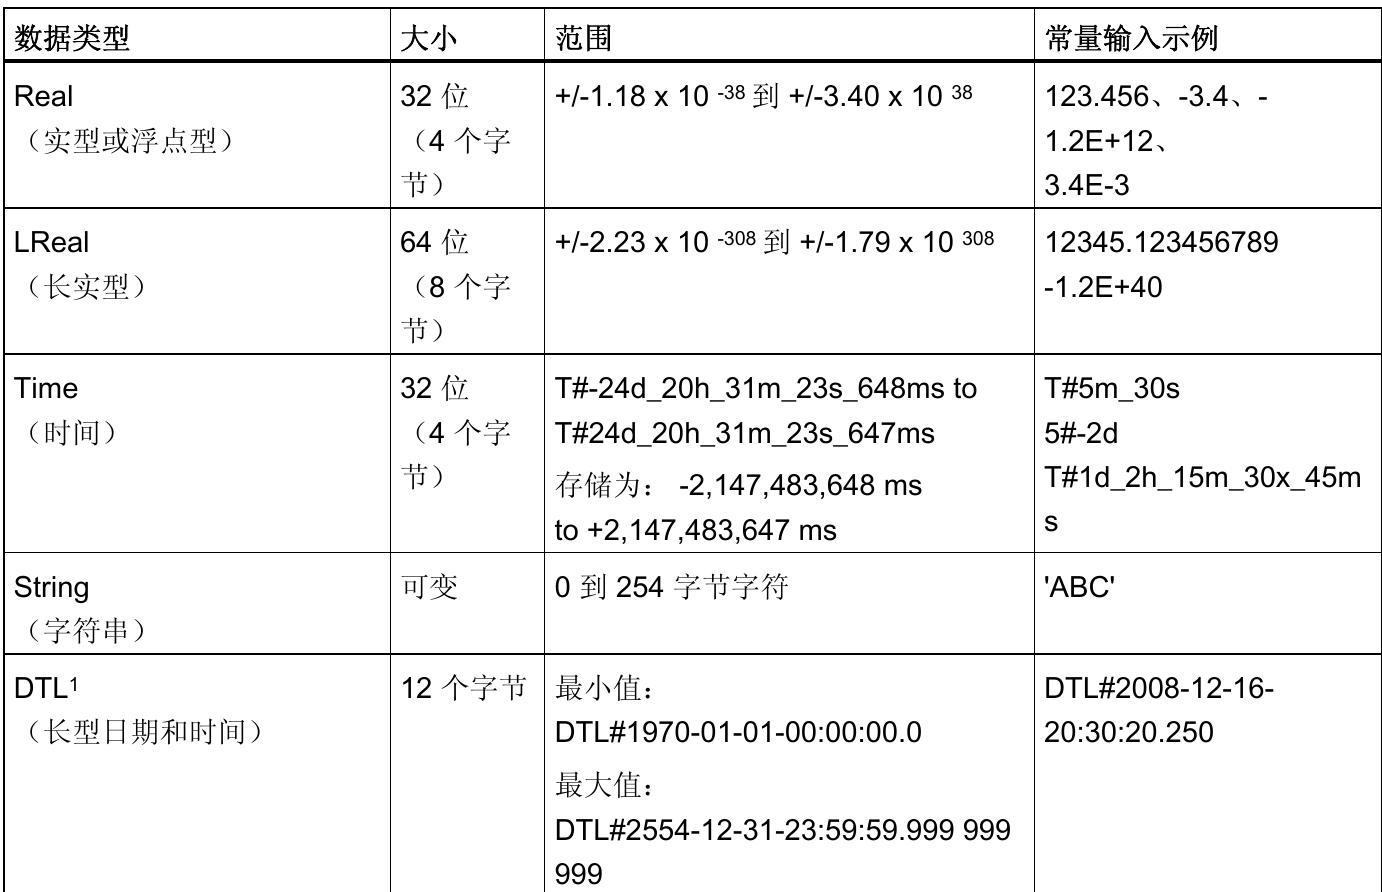 数据类型 大小 范围 常量输入示例
Real
（实型或浮点型）
32 位
（4 个字
节）
+/-1.18 x 10 -38 到 +/-3.40 x 10 38
123.456、-3.4、-
1.2E+12、
3.4E-3
LReal
（长实型）
64 位
（8 个字
节）
+/-2.23 x 10 -308 到 +/-1.79 x 10 308
12345.123456789
-1.2E+40
Time
（时间）
32 位
（4 个字
节）
T#-24d_20h_31m_23s_648ms to
T#24d_20h_31m_23s_647ms
存储为： -2,147,483,648 ms
to +2,147,483,647 ms
T#5m_30s
5#-2d
T#1d_2h_15m_30x_45m
s
String
（字符串）
可变
0 到 254 字节字符
'ABC'
DTL1
（长型日期和时间）
12 个字节
最小值：
DTL#1970-01-01-00:00:00.0
最大值：
DTL#2554-12-31-23:59:59.999 999
999
DTL#2008-12-16-
20:30:20.250